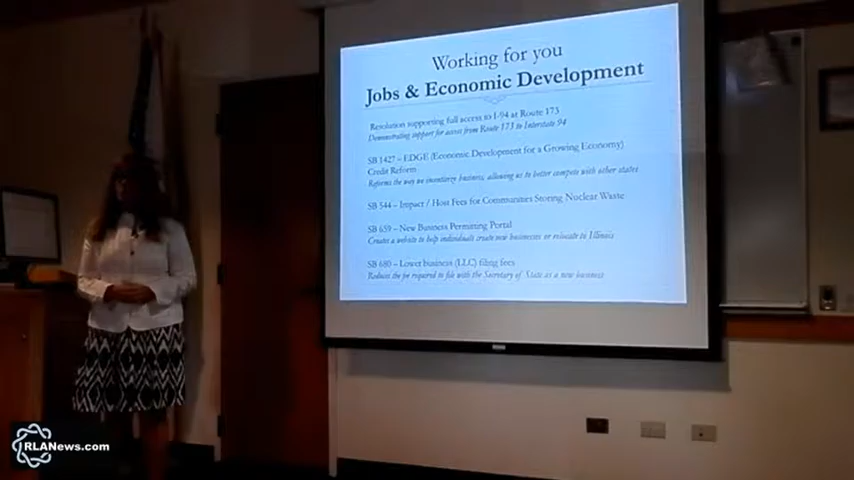 Working for you
Jobs & Economic Development
Resolution supporting full access to I-94 at Route 173
Demonstrating support for access from Route 173 to Interstate 94
SB 1427 – EDGE (Economic Development for a Growing Economy)
Credit Reform
Reforms the way we incentivize business, allowing us to better compete with other states
SB 544 – Impact / Host Fees for Communities Storing Nuclear Waste
SB 659 – New Business Permitting Portal
Creates a website to help individuals create new businesses or relocate to Illinois
SB 680 – Lower business (LLC) filing fees
Reduces the fee required to file with the Secretary of State as a new business
RLANews.com